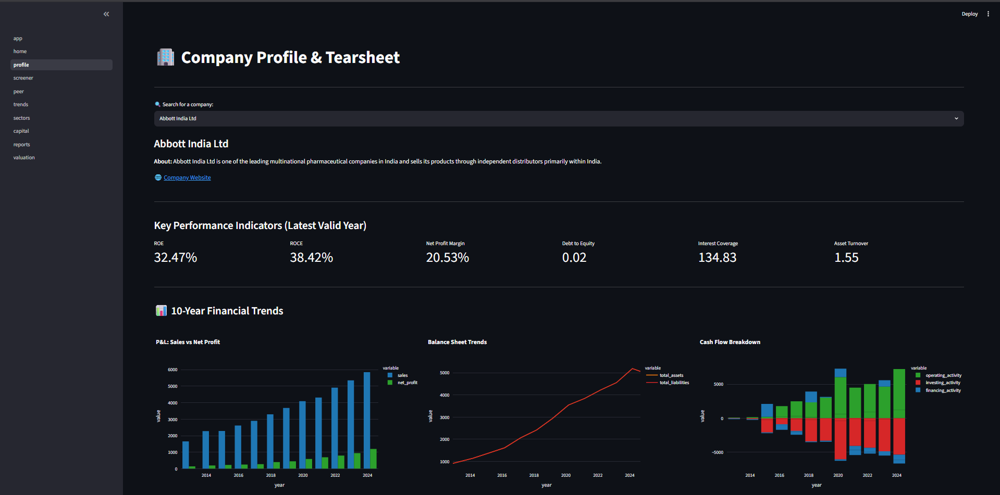 Deploy
app
home
profile
screener
peer
trends
sectors
capital
reports
valuation
Company Profile & Tearsheet
Search for a company:
Abbott India Ltd
Abbott India Ltd
About: Abbott India Ltd is one of the leading multinational pharmaceutical companies in India and sells its products through independent distributors primarily within India.
Company Website
Key Performance Indicators (Latest Valid Year)
ROE
32.47%
ROCE
38.42%
Net Profit Margin
20.53%
Debt to Equity
0.02
Interest Coverage
134.83
Asset Turnover
1.55
10-Year Financial Trends
P&L: Sales vs Net Profit
variable
sales
net_profit
6000
5000
4000
3000
2000
1000
0
value
2014 2016 2018 2020 2022 2024
year
Balance Sheet Trends
variable
total_assets
total_liabilities
5000
4000
3000
2000
1000
value
2014 2016 2018 2020 2022 2024
year
Cash Flow Breakdown
variable
operating_activity
investing_activity
financing_activity
5000
0
−5000
value
2014 2016 2018 2020 2022 2024
year